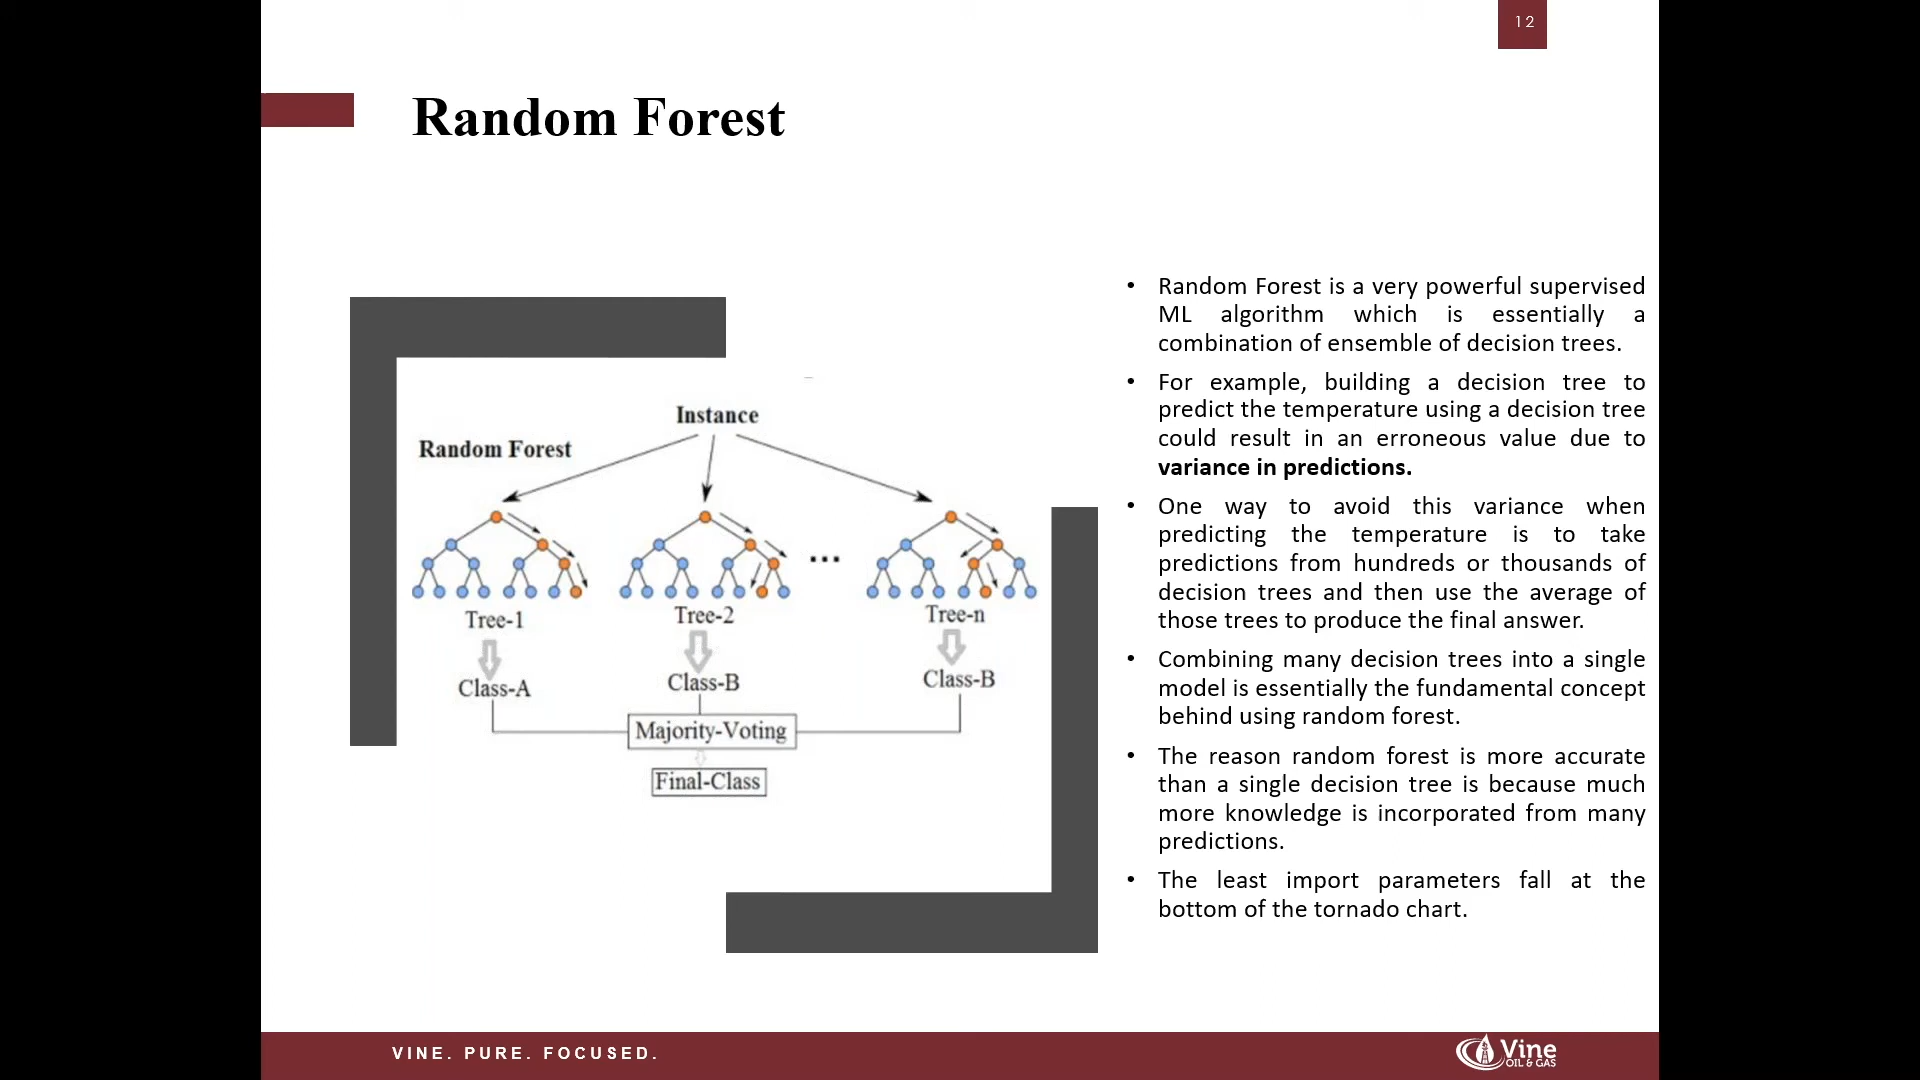 12
Random Forest
Instance
Random Forest
...
Tree-1
Tree-2
Tree-n
Class-A
Class-B
Class-B
Majority-Voting
Final-Class
• Random Forest is a very powerful supervised
ML algorithm which is essentially a
combination of ensemble of decision trees.
• For example, building a decision tree to
predict the temperature using a decision tree
could result in an erroneous value due to
variance in predictions.
• One way to avoid this variance when
predicting the temperature is to take
predictions from hundreds or thousands of
decision trees and then use the average of
those trees to produce the final answer.
• Combining many decision trees into a single
model is essentially the fundamental concept
behind using random forest.
• The reason random forest is more accurate
than a single decision tree is because much
more knowledge is incorporated from many
predictions.
• The least import parameters fall at the
bottom of the tornado chart.
VINE. PURE. FOCUSED.
Vine
OIL & GAS